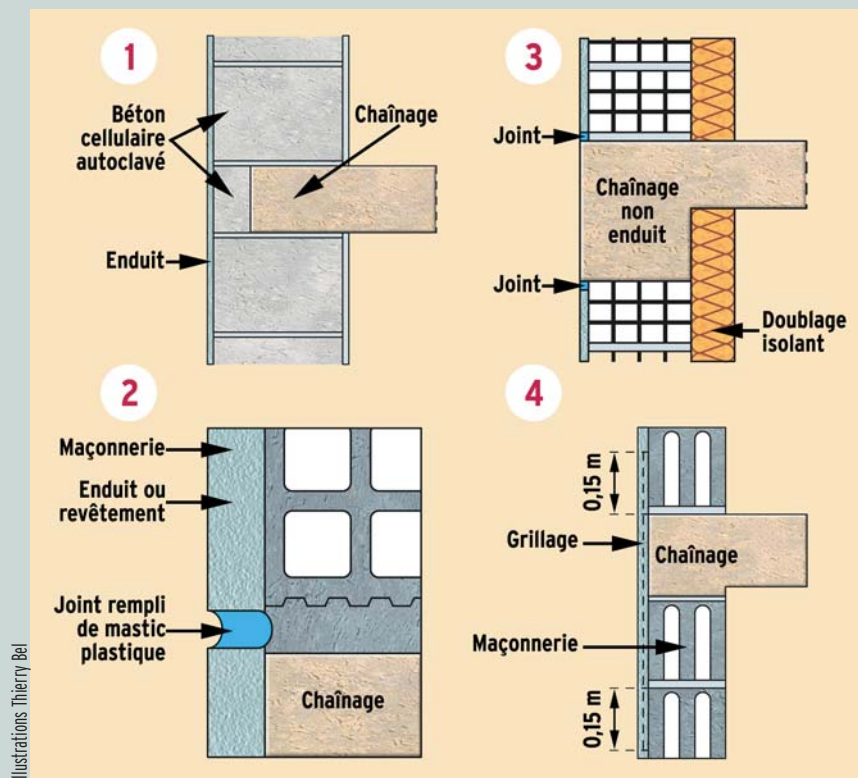 1
Béton
cellulaire
autoclavé
Chaînage
Enduit
3
Joint
Chaînage
non
enduit
Joint
Doublage
isolant
2
Maçonnerie
Enduit ou
revêtement
Joint rempli
de mastic
plastique
Chaînage
4
0,15 m
Grillage
Chaînage
Maçonnerie
0,15 m
Illustrations Thierry Bel